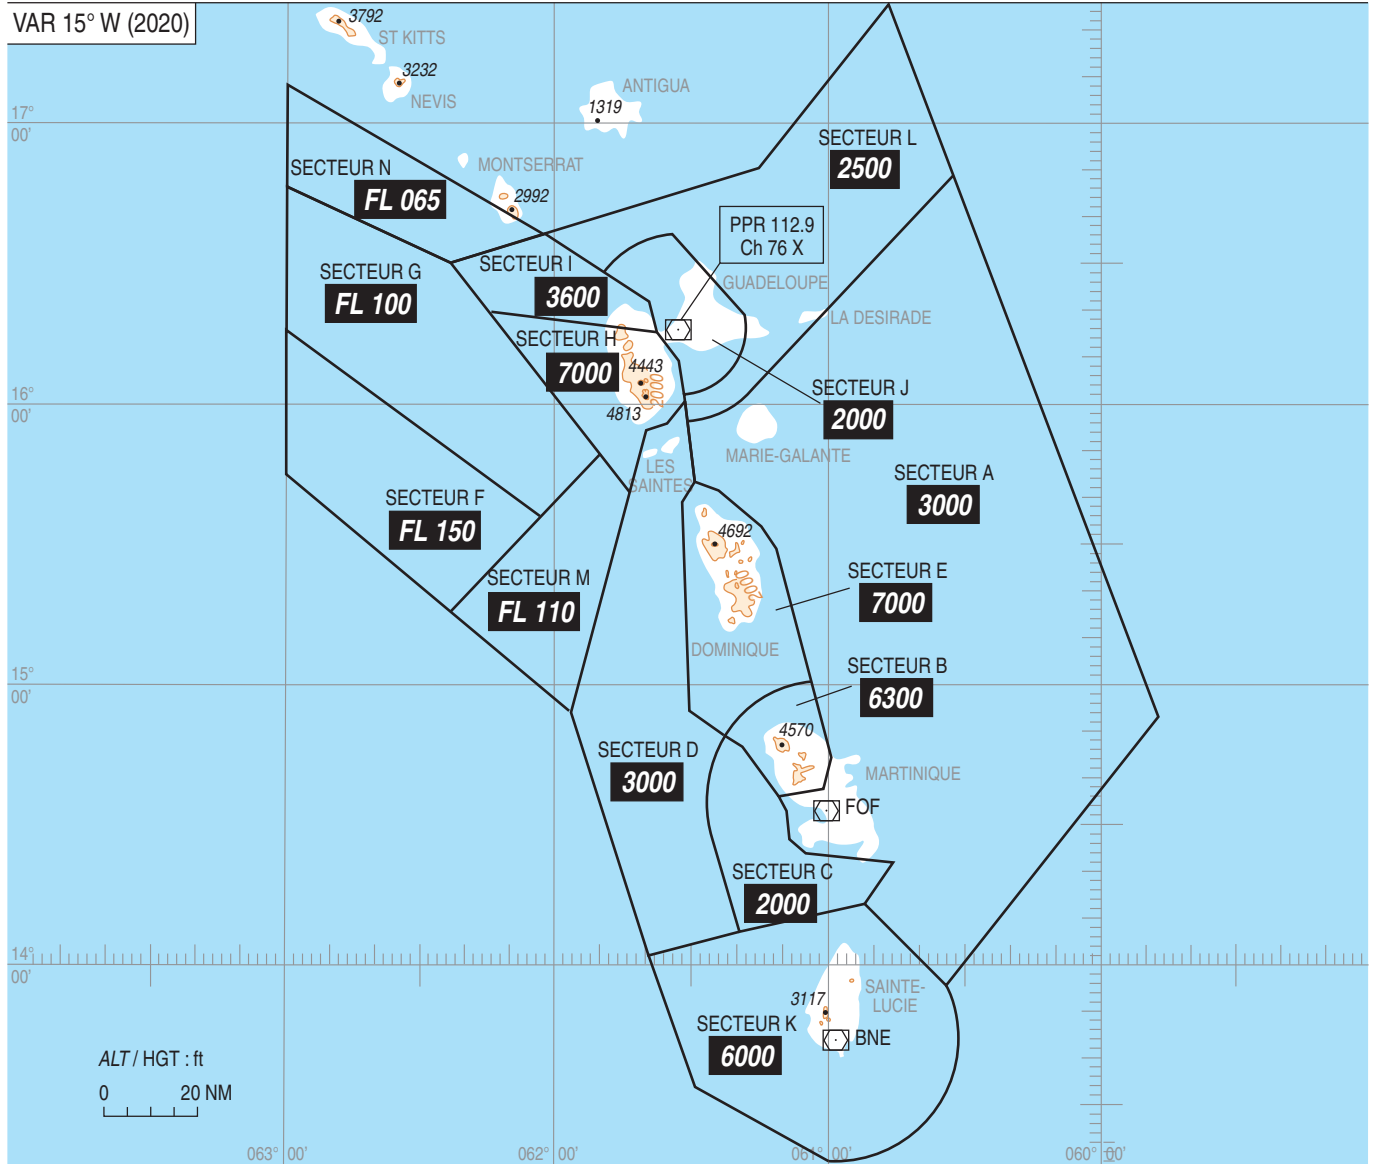 VAR 15° W (2020)
3792
ST KITTS
3232
NEVIS
ANTIGUA
1319
17°
00'
SECTEUR L
2500
SECTEUR N
FL 065
MONTSERRAT
2992
PPR 112.9
Ch 76 X
SECTEUR G
FL 100
SECTEUR I
3600
GUADELOUPE
LA DESIRADE
SECTEUR H
7000
4443
2000
4813
SECTEUR J
2000
16°
00'
MARIE-GALANTE
LES
SAINTES
SECTEUR A
3000
SECTEUR F
FL 150
4692
2000
SECTEUR M
FL 110
SECTEUR E
7000
DOMINIQUE
15°
00'
SECTEUR B
6300
4570
SECTEUR D
3000
MARTINIQUE
FOF
SECTEUR C
2000
14°
00'
3117
SAINTE-
LUCIE
SECTEUR K
6000
BNE
ALT / HGT : ft
0 20 NM
063° 00'
062° 00'
061° 00'
060° 00'